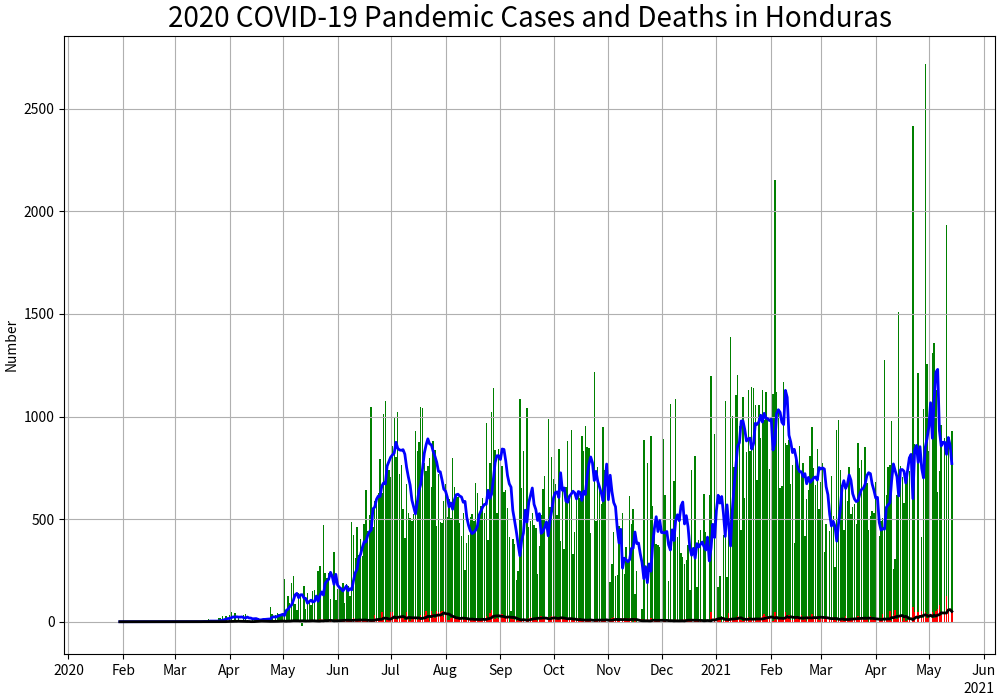 2020 COVID-19 Pandemic Cases and Deaths in Honduras
Number
2500
2000
1500
1000
500
0
2020 Feb Mar Apr May Jun Jul Aug Sep Oct Nov Dec 2021 Feb Mar Apr May Jun
2021